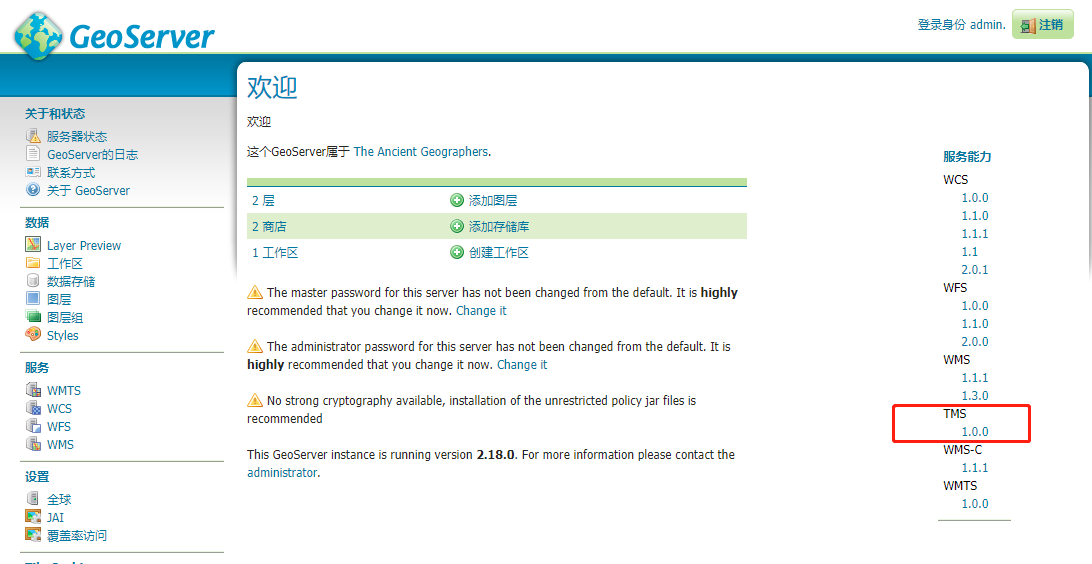 GeoServer
登录身份 admin.
注销
关于和状态
服务器状态
GeoServer的日志
联系方式
关于 GeoServer
数据
Layer Preview
工作区
数据存储
图层
图层组
Styles
服务
WMTS
WCS
WFS
WMS
设置
全球
JAI
覆盖率访问
欢迎
欢迎
这个GeoServer属于 The Ancient Geographers.
2 层 添加图层
2 商店 添加存储库
1 工作区 创建工作区
The master password for this server has not been changed from the default. It is highly
recommended that you change it now. Change it
The administrator password for this server has not been changed from the default. It is
highly recommended that you change it now. Change it
No strong cryptography available, installation of the unrestricted policy jar files is
recommended
This GeoServer instance is running version 2.18.0. For more information please contact the
administrator.
服务能力
WCS
1.0.0
1.1.0
1.1.1
1.1
2.0.1
WFS
1.0.0
1.1.0
2.0.0
WMS
1.1.1
1.3.0
TMS
1.0.0
WMS-C
1.1.1
WMTS
1.0.0